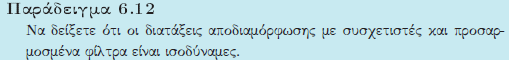 Παράδειγμα 6.12
Να δείξετε ότι οι διατάξεις αποδιαμόρφωσης με συσχετιστές και προσαρ-
μοσμένα φίλτρα είναι ισοδύναμες.